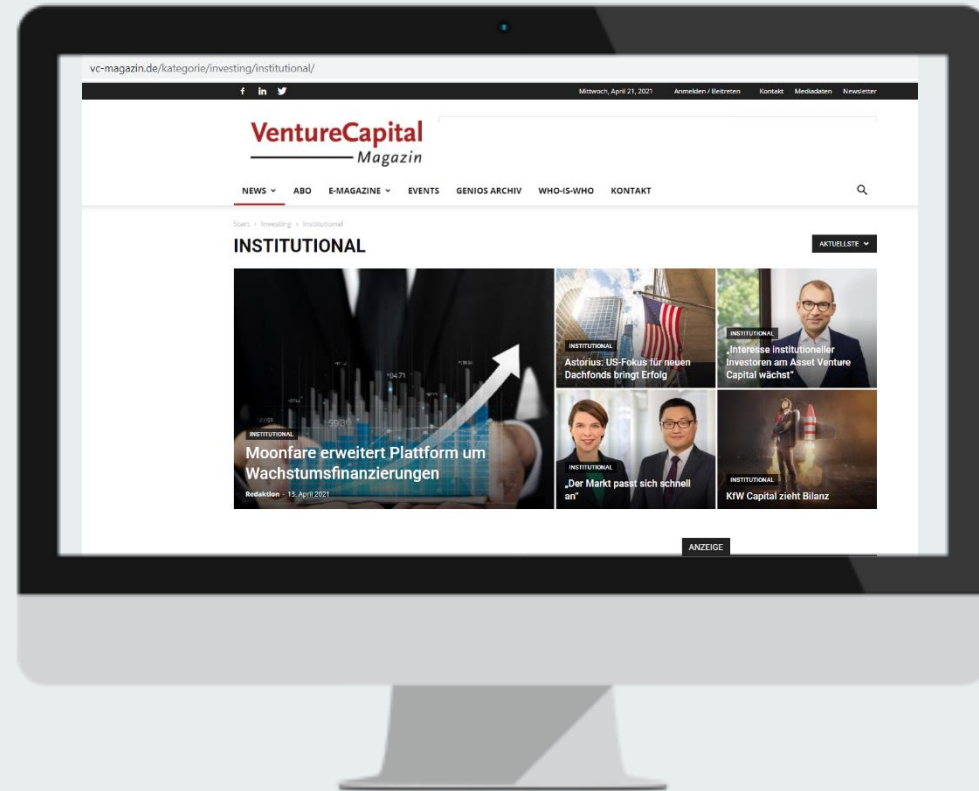 vc-magazin.de/kategorie/investing/institutional/
Mittwoch, April 21, 2021 Anmelden / Beitreten Kontakt Mediadaten Newsletter
VentureCapital
Magazin
NEWS ABO E-MAGAZINE EVENTS GENIOS ARCHIV WHO-IS-WHO KONTAKT
Start › Investing › Institutional
INSTITUTIONAL
AKTUELLSTE
INSTITUTIONAL
Moonfare erweitert Plattform um
Wachstumsfinanzierungen
Redaktion - 15. April 2021
INSTITUTIONAL
Astorius: US-Fokus für neuen
Dachfonds bringt Erfolg
INSTITUTIONAL
„Interesse institutioneller
Investoren am Asset Venture
Capital wächst“
INSTITUTIONAL
„Der Markt passt sich schnell
an“
INSTITUTIONAL
KfW Capital zieht Bilanz
ANZEIGE